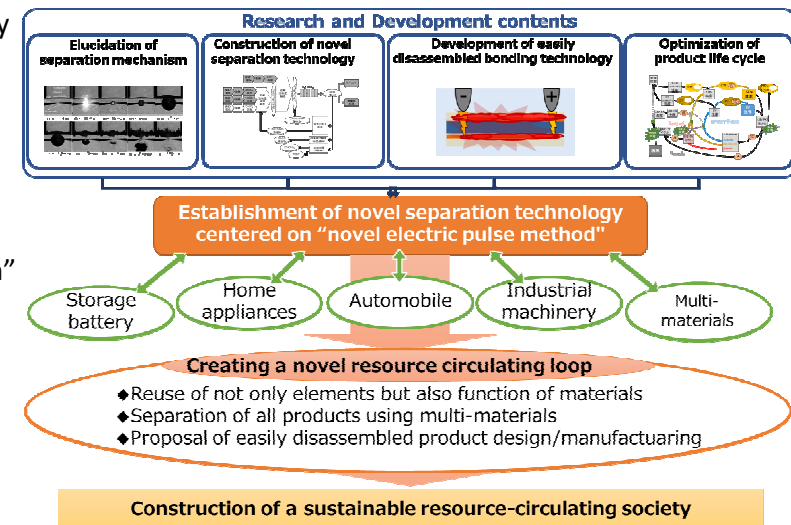 y
Research and Development contents
Elucidation of
separation mechanism
Construction of novel
separation technology
Development of easily
disassembled bonding technology
Optimization of
product life cycle
-
+
Establishment of novel separation technology
centered on “novel electric pulse method"
n”
Storage
battery
Home
appliances
Automobile
Industrial
machinery
Multi-
materials
Creating a novel resource circulating loop
◆Reuse of not only elements but also function of materials
◆Separation of all products using multi-materials
◆Proposal of easily disassembled product design/manufactuaring
Construction of a sustainable resource-circulating society